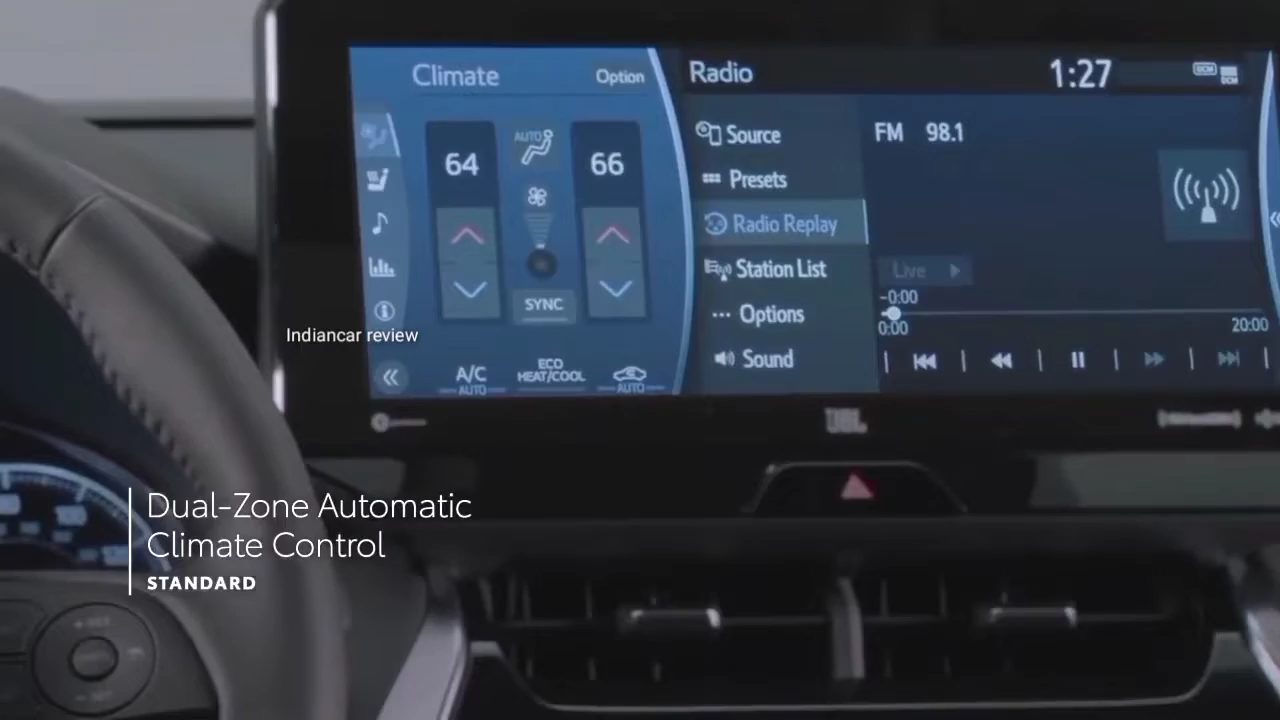 Climate
Option
Radio
1:27
DCM
DCM
AUTO
64
66
SYNC
A/C
AUTO
ECO
HEAT/COOL
AUTO
Source
Presets
Radio Replay
Station List
Options
Sound
FM 98.1
Live
-0:00
0:00
20:00
Indiancar review
JBL
Dual-Zone Automatic
Climate Control
STANDARD